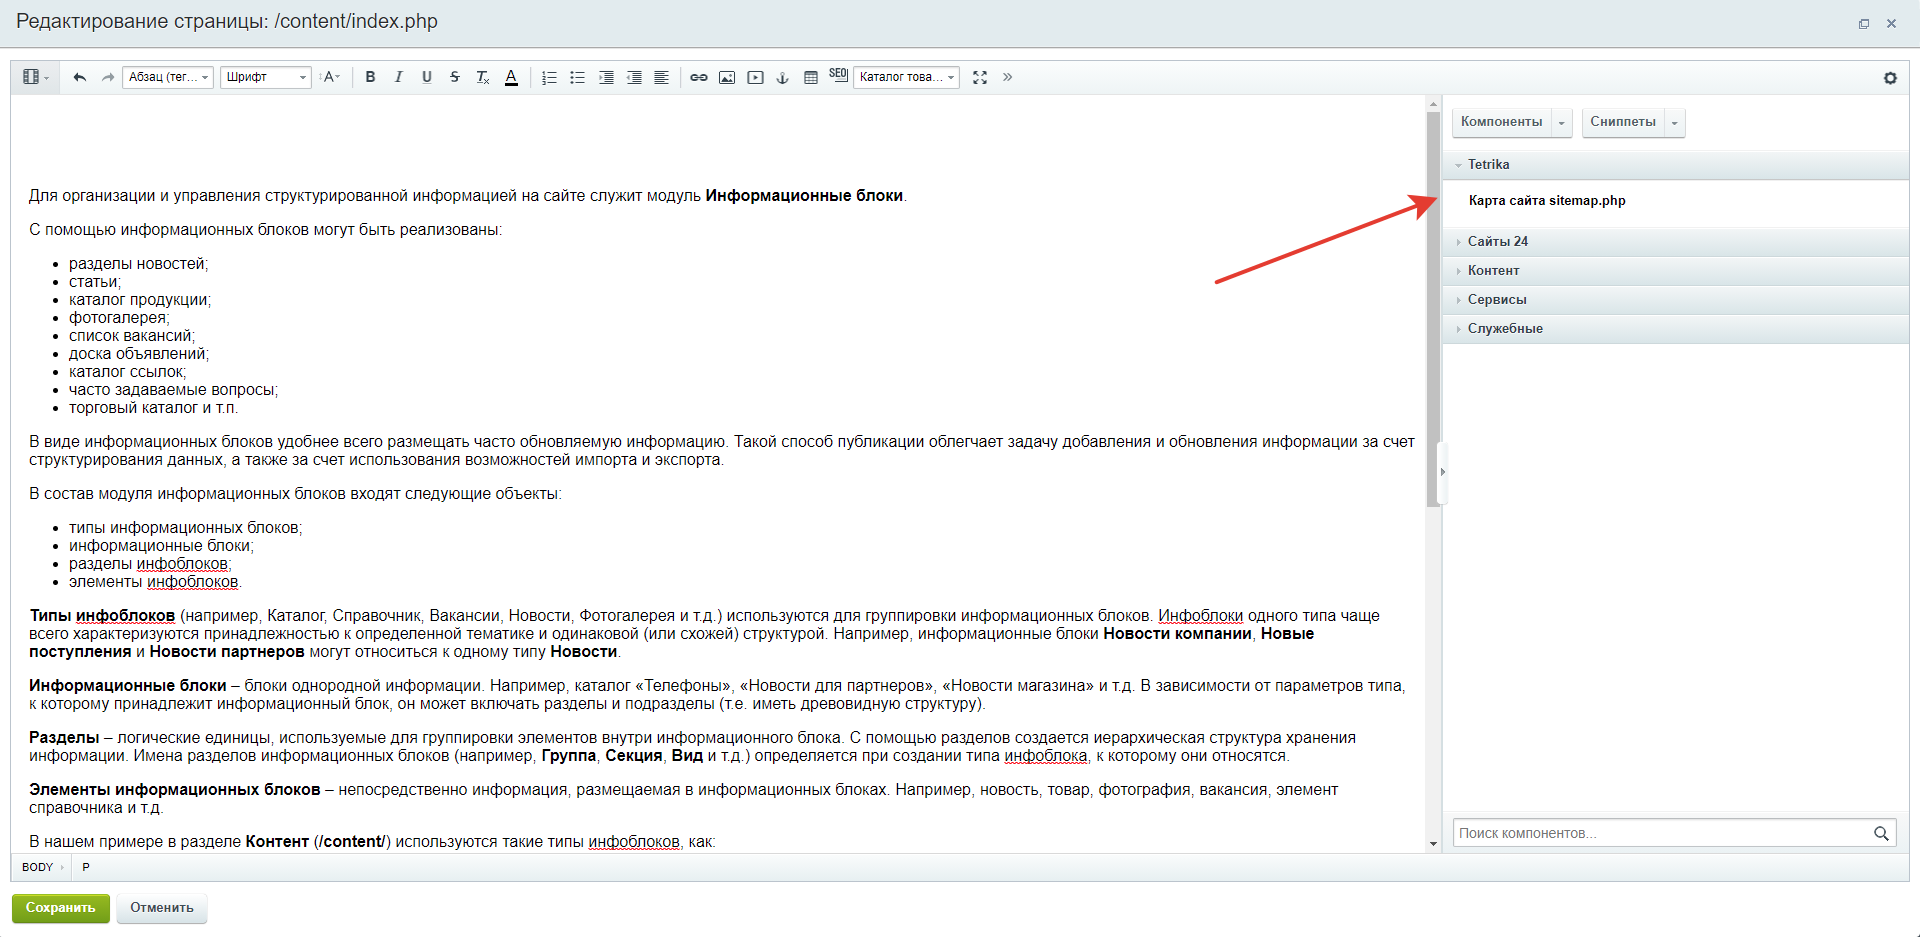 Редактирование страницы: /content/index.php
Абзац (тег...
Шрифт
A
B I U S Tx A
SEO
Каталог това...
Для организации и управления структурированной информацией на сайте служит модуль Информационные блоки.
С помощью информационных блоков могут быть реализованы:
разделы новостей;
статьи;
каталог продукции;
фотогалерея;
список вакансий;
доска объявлений;
каталог ссылок;
часто задаваемые вопросы;
торговый каталог и т.п.
В виде информационных блоков удобнее всего размещать часто обновляемую информацию. Такой способ публикации облегчает задачу добавления и обновления информации за счет
структурирования данных, а также за счет использования возможностей импорта и экспорта.
В состав модуля информационных блоков входят следующие объекты:
типы информационных блоков;
информационные блоки;
разделы инфоблоков;
элементы инфоблоков.
Типы инфоблоков (например, Каталог, Справочник, Вакансии, Новости, Фотогалерея и т.д.) используются для группировки информационных блоков. Инфоблоки одного типа чаще
всего характеризуются принадлежностью к определенной тематике и одинаковой (или схожей) структурой. Например, информационные блоки Новости компании, Новые
поступления и Новости партнеров могут относиться к одному типу Новости.
Информационные блоки – блоки однородной информации. Например, каталог «Телефоны», «Новости для партнеров», «Новости магазина» и т.д. В зависимости от параметров типа,
к которому принадлежит информационный блок, он может включать разделы и подразделы (т.е. иметь древовидную структуру).
Разделы – логические единицы, используемые для группировки элементов внутри информационного блока. С помощью разделов создается иерархическая структура хранения
информации. Имена разделов информационных блоков (например, Группа, Секция, Вид и т.д.) определяется при создании типа инфоблока, к которому они относятся.
Элементы информационных блоков – непосредственно информация, размещаемая в информационных блоках. Например, новость, товар, фотография, вакансия, элемент
справочника и т.д.
В нашем примере в разделе Контент (/content/) используются такие типы инфоблоков, как:
BODY
P
Компоненты
Сниппеты
Tetrika
Карта сайта sitemap.php
Сайты 24
Контент
Сервисы
Служебные
Поиск компонентов...
Сохранить
Отменить